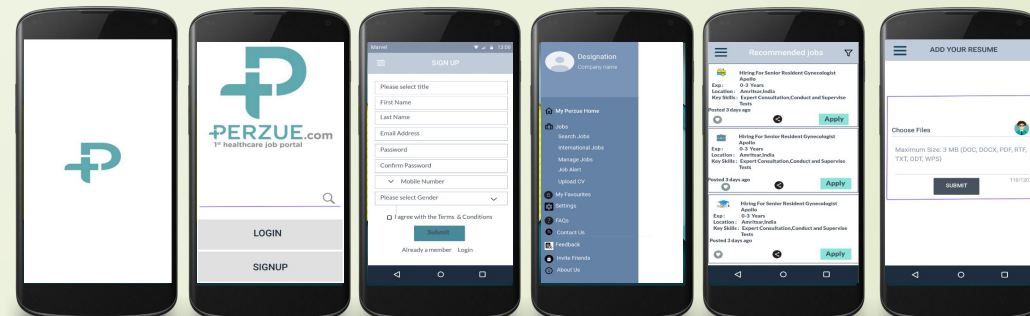 PERZUE.com
1st healthcare job portal
LOGIN
SIGNUP
Marvel 12:00
SIGN UP
Please select title
First Name
Last Name
Email Address
Password
Confirm Password
Mobile Number
Please select Gender
I agree with the Terms & Conditions
Submit
Already a member Login
Designation
Company name
My Perzue Home
Jobs
Search Jobs
International Jobs
Manage Jobs
Job Alert
Upload CV
My Favourites
Settings
FAQs
Contact Us
Feedback
Invite Friends
About Us
Recommended jobs
Hiring For Senior Resident Gynecologist
Apollo
Exp : 0-3 Years
Location : Amritsar,India
Key Skills : Expert Consultation,Conduct and Supervise
Tests
Posted 3 days ago
Apply
Hiring For Senior Resident Gynecologist
Apollo
Exp : 0-3 Years
Location : Amritsar,India
Key Skills : Expert Consultation,Conduct and Supervise
Tests
Posted 3 days ago
Apply
Hiring For Senior Resident Gynecologist
Apollo
Exp : 0-3 Years
Location : Amritsar,India
Key Skills : Expert Consultation,Conduct and Supervise
Tests
Posted 3 days ago
Apply
ADD YOUR RESUME
Choose Files
Maximum Size: 3 MB (DOC, DOCX, PDF, RTF,
TXT, ODT, WPS)
SUBMIT